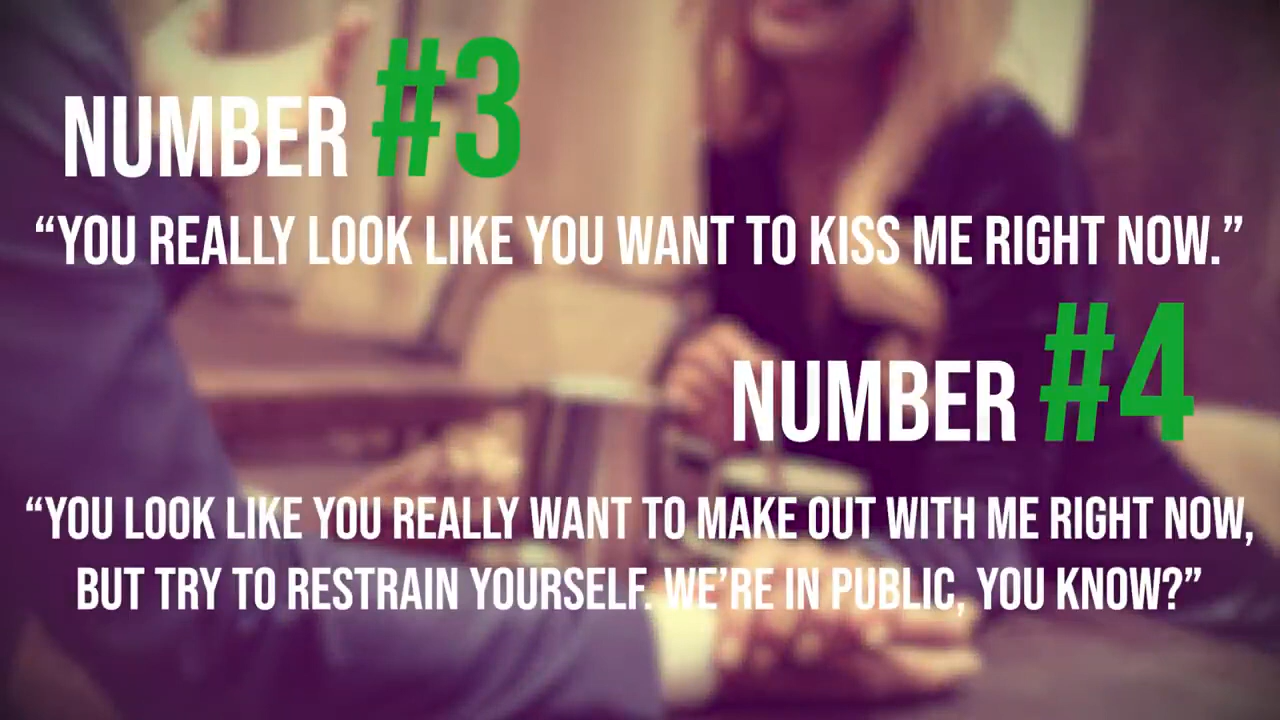 NUMBER #3
“YOU REALLY LOOK LIKE YOU WANT TO KISS ME RIGHT NOW.”
NUMBER #4
“YOU LOOK LIKE YOU REALLY WANT TO MAKE OUT WITH ME RIGHT NOW,
BUT TRY TO RESTRAIN YOURSELF. WE’RE IN PUBLIC, YOU KNOW?”